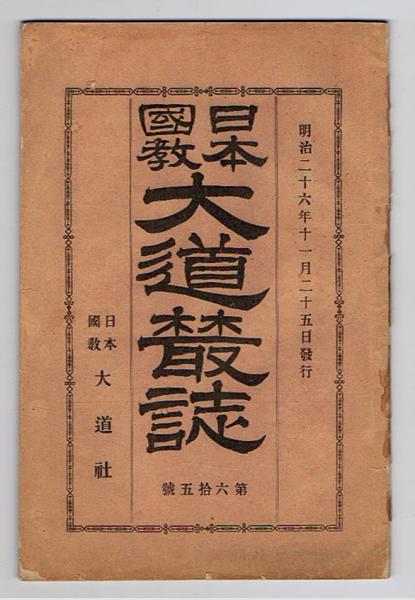 明治二十六年十一月二十五日發行
日本
國教
大道叢誌
第六拾五號
日本
國教
大道社